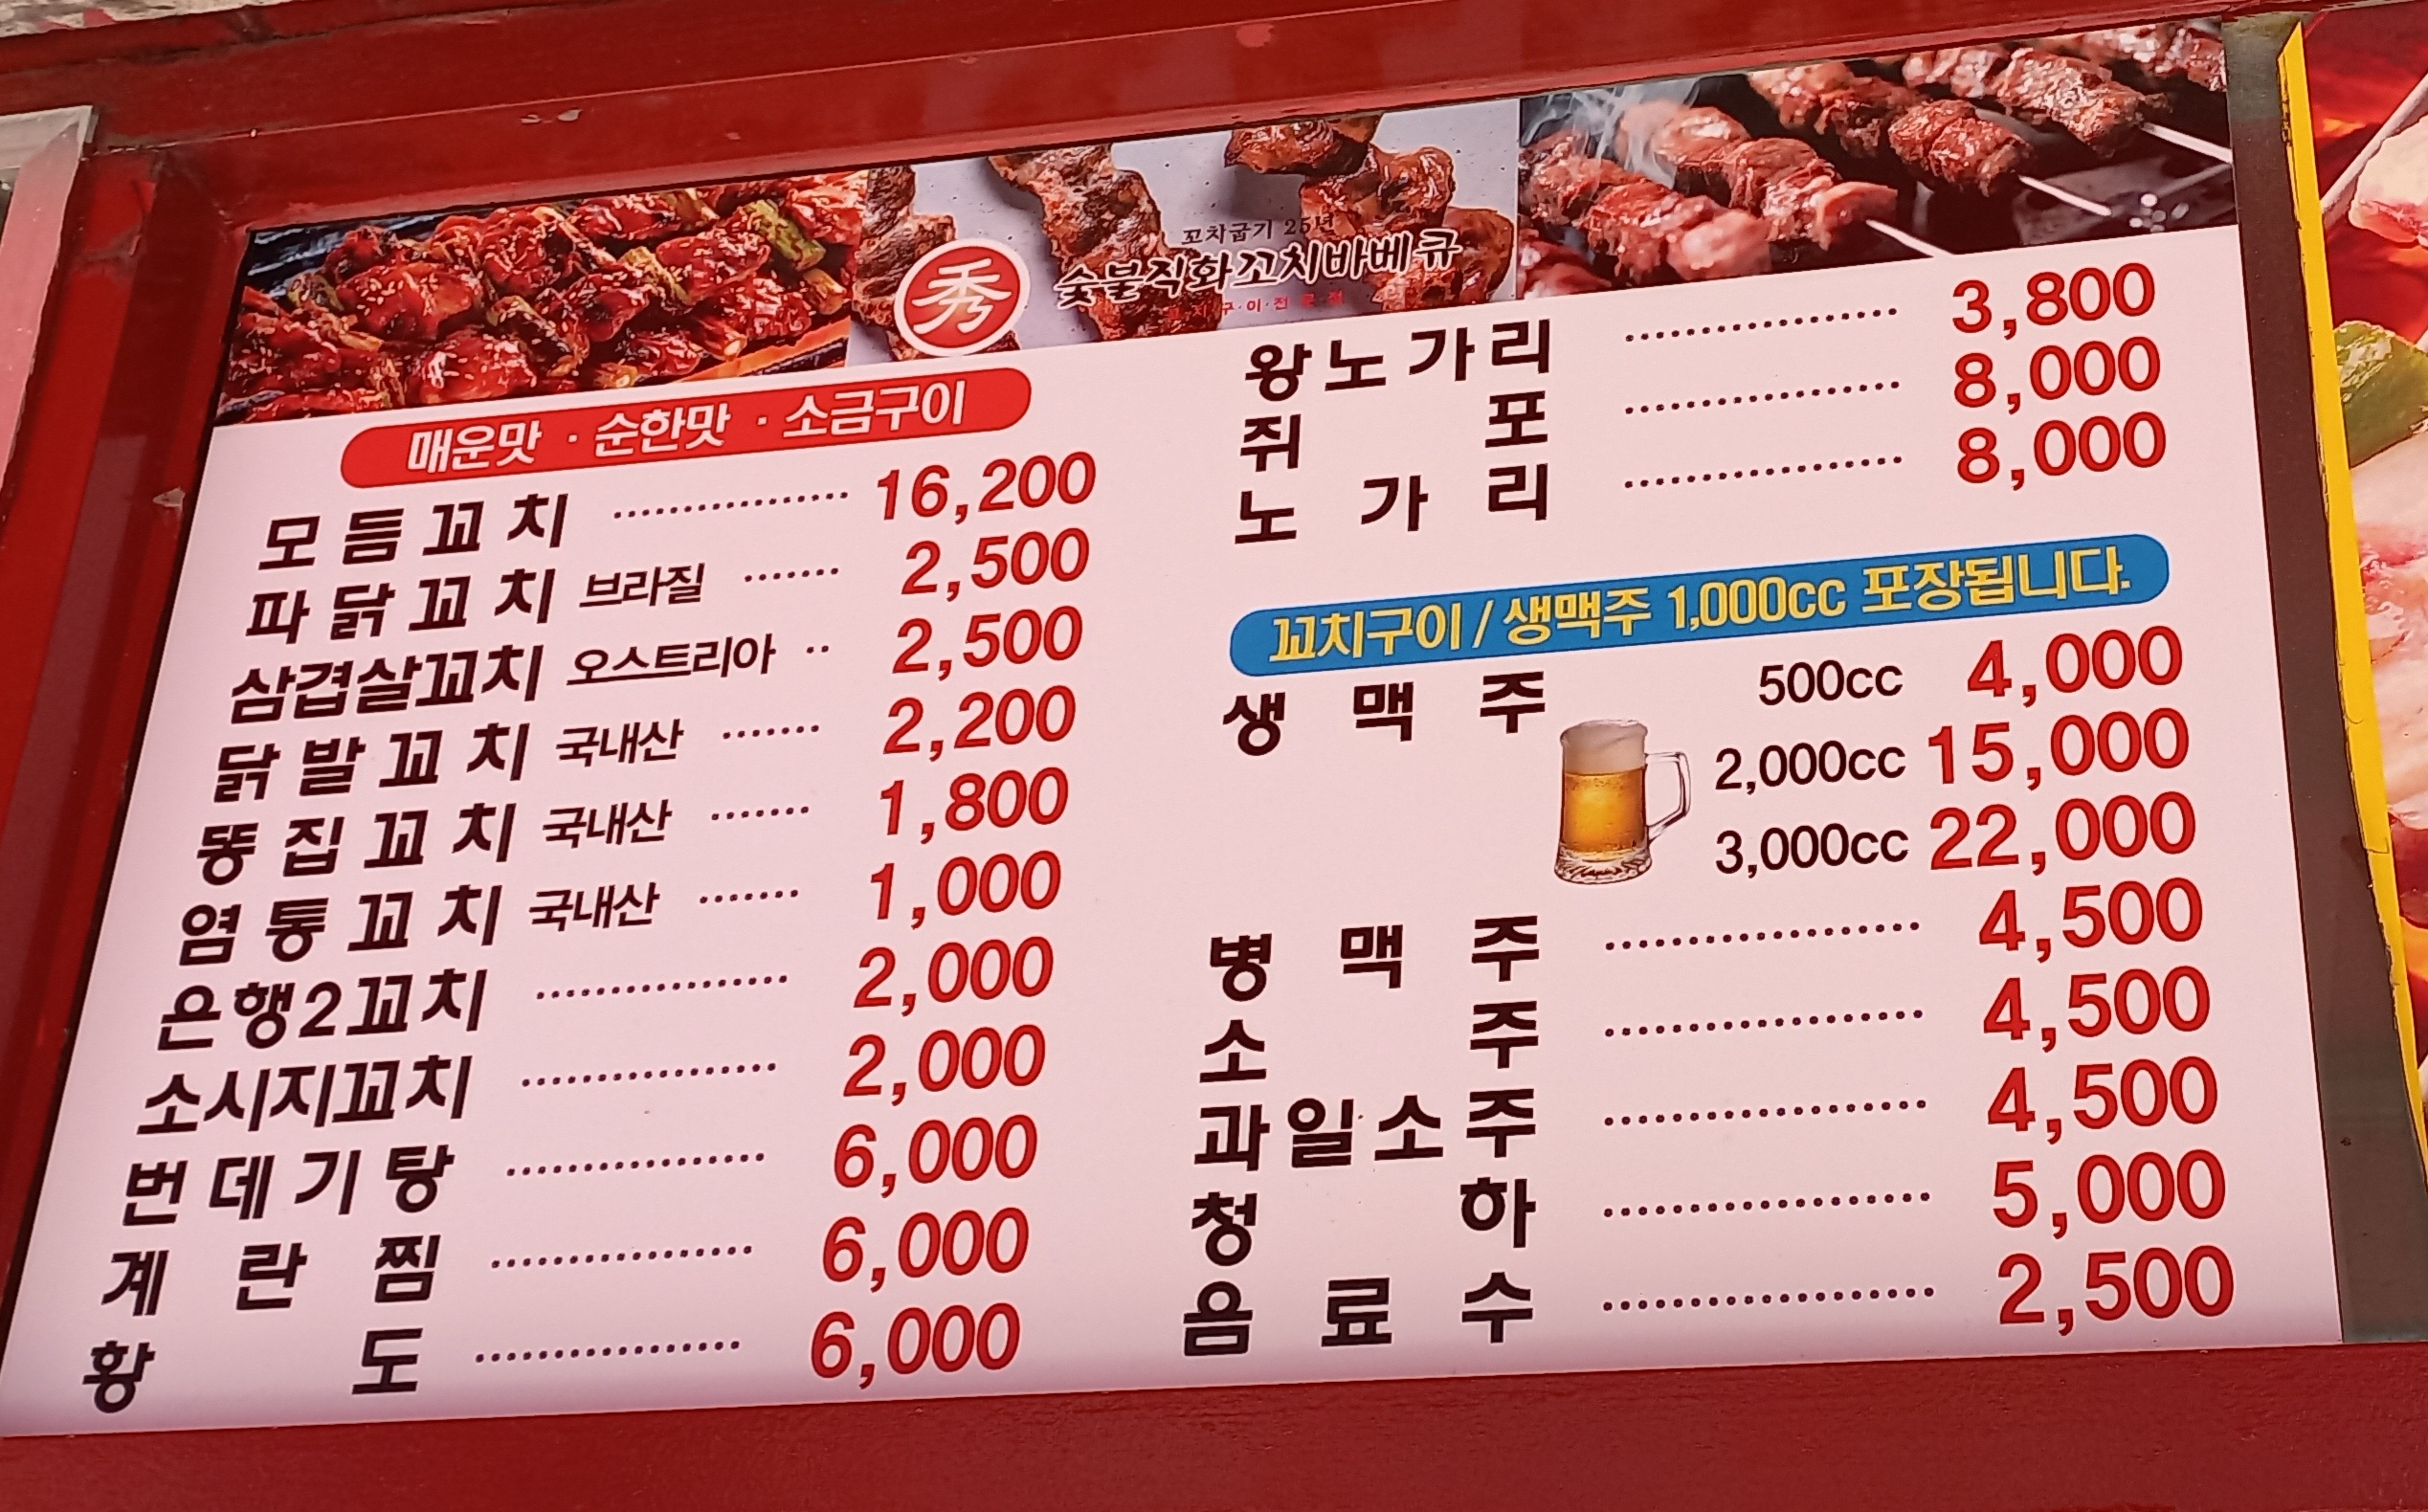 꼬차굽기 25년
秀
숯불직화꼬치바베큐
매운맛 · 순한맛 · 소금구이
모듬꼬치 16,200
파닭꼬치 브라질 2,500
삼겹살꼬치 오스트리아 2,500
닭발꼬치 국내산 2,200
똥집꼬치 국내산 1,800
염통꼬치 국내산 1,000
은행2꼬치 2,000
소시지꼬치 2,000
번데기탕 6,000
계란찜 6,000
황도 6,000
왕노가리 3,800
쥐포 8,000
노가리 8,000
꼬치구이 / 생맥주 1,000cc 포장됩니다.
생맥주 500cc 4,000
2,000cc 15,000
3,000cc 22,000
병맥주 4,500
소주 4,500
과일소주 4,500
청하 5,000
음료수 2,500